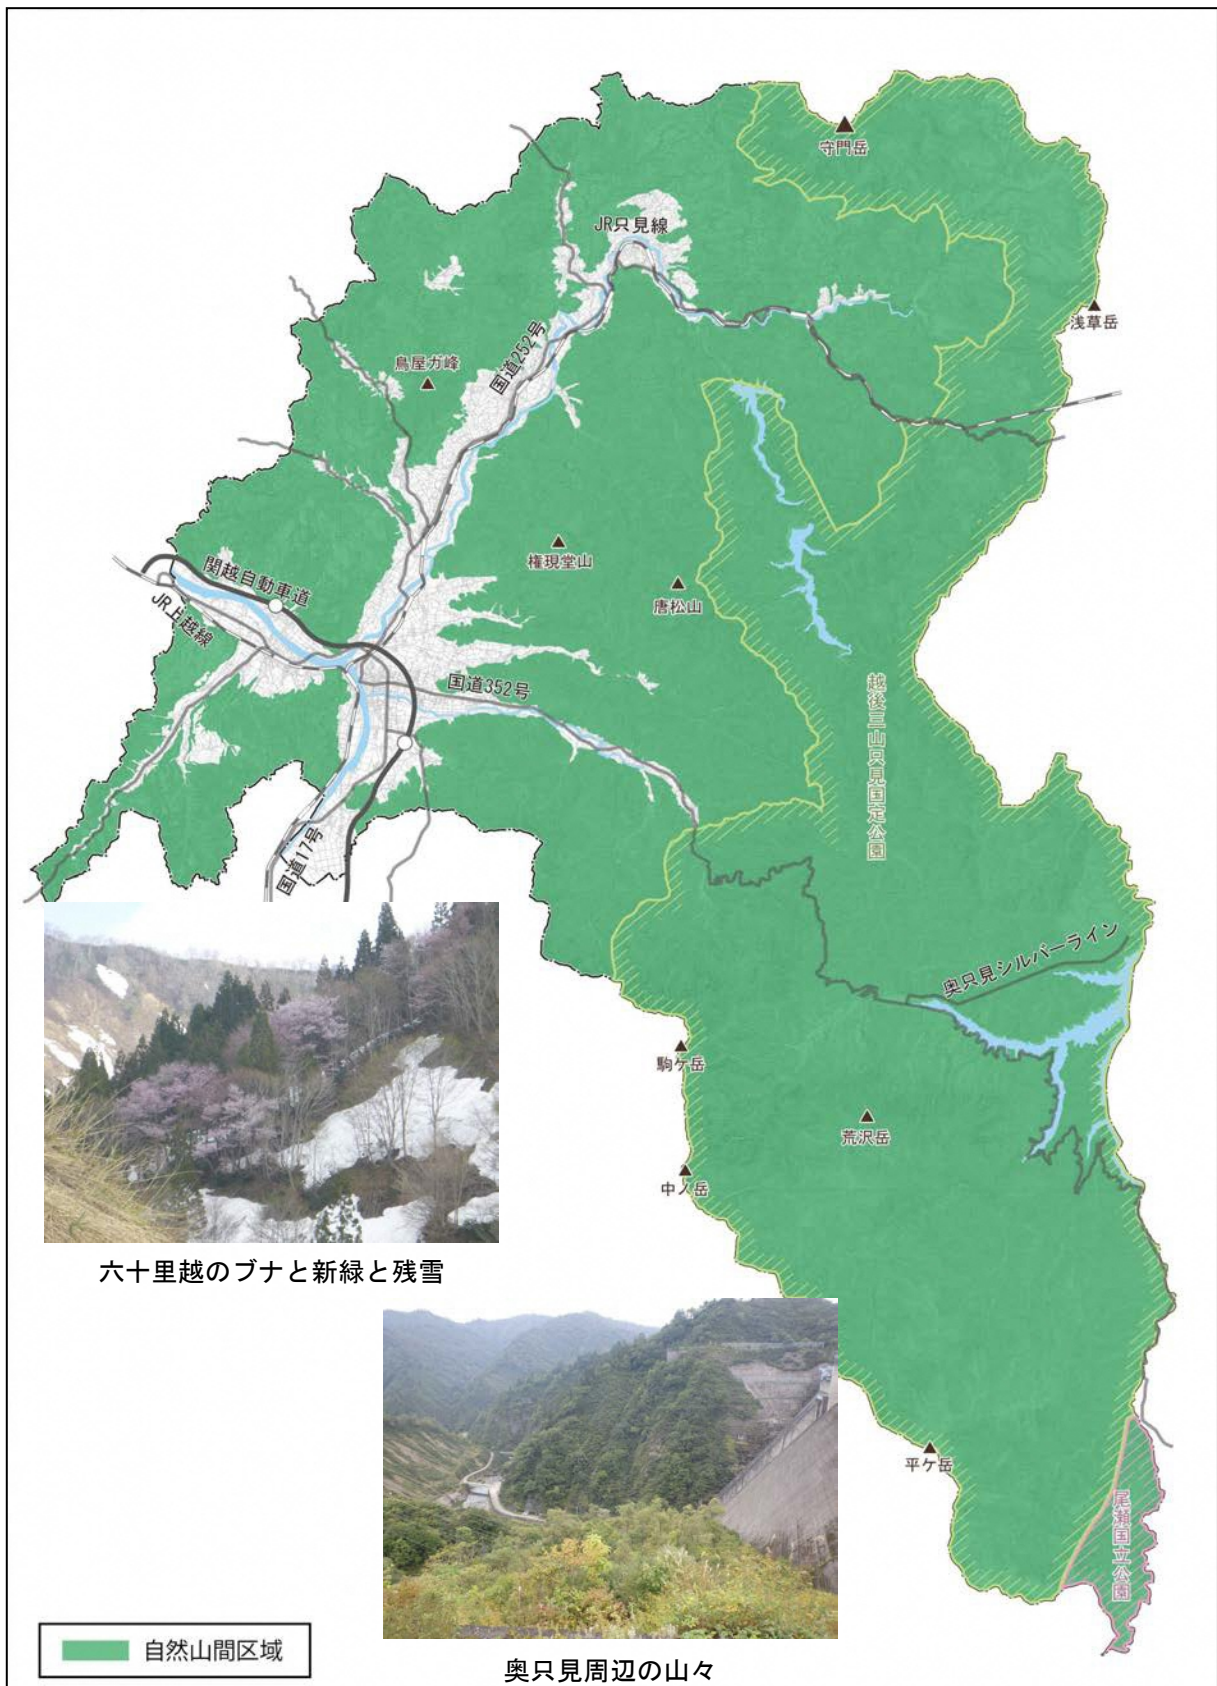 守門岳
JR只見線
浅草岳
国道252号
鳥屋ガ峰
権現堂山
関越自動車道
唐松山
JR上越線
国道352号
越後三山只見国定公園
国道17号
奥只見シルバーライン
駒ケ岳
荒沢岳
中ノ岳
六十里越のブナと新緑と残雪
平ケ岳
尾瀬国立公園
自然山間区域
奥只見周辺の山々